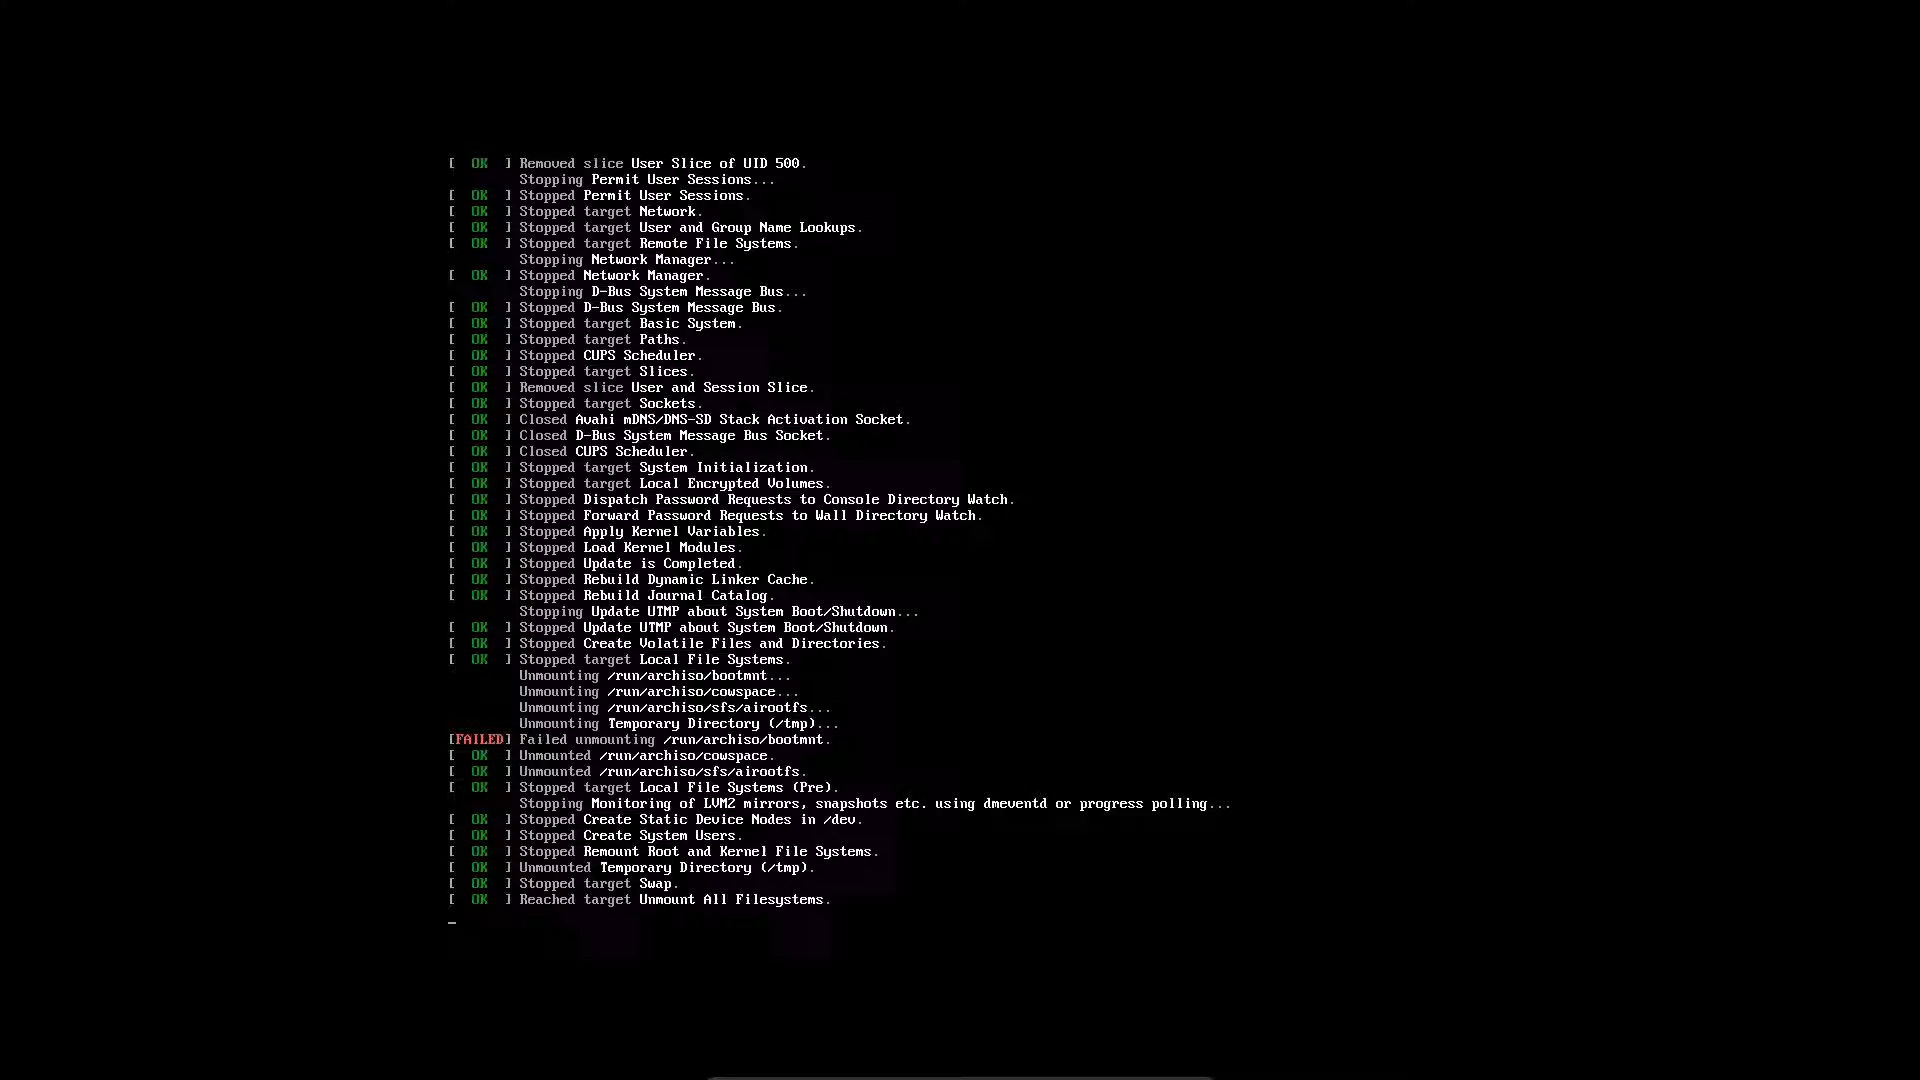 [  OK  ] Removed slice User Slice of UID 500.
Stopping Permit User Sessions...
[  OK  ] Stopped Permit User Sessions.
[  OK  ] Stopped target Network.
[  OK  ] Stopped target User and Group Name Lookups.
[  OK  ] Stopped target Remote File Systems.
Stopping Network Manager...
[  OK  ] Stopped Network Manager.
Stopping D-Bus System Message Bus...
[  OK  ] Stopped D-Bus System Message Bus.
[  OK  ] Stopped target Basic System.
[  OK  ] Stopped target Paths.
[  OK  ] Stopped CUPS Scheduler.
[  OK  ] Stopped target Slices.
[  OK  ] Removed slice User and Session Slice.
[  OK  ] Stopped target Sockets.
[  OK  ] Closed Avahi mDNS/DNS-SD Stack Activation Socket.
[  OK  ] Closed D-Bus System Message Bus Socket.
[  OK  ] Closed CUPS Scheduler.
[  OK  ] Stopped target System Initialization.
[  OK  ] Stopped target Local Encrypted Volumes.
[  OK  ] Stopped Dispatch Password Requests to Console Directory Watch.
[  OK  ] Stopped Forward Password Requests to Wall Directory Watch.
[  OK  ] Stopped Apply Kernel Variables.
[  OK  ] Stopped Load Kernel Modules.
[  OK  ] Stopped Update is Completed.
[  OK  ] Stopped Rebuild Dynamic Linker Cache.
[  OK  ] Stopped Rebuild Journal Catalog.
Stopping Update UTMP about System Boot/Shutdown...
[  OK  ] Stopped Update UTMP about System Boot/Shutdown.
[  OK  ] Stopped Create Volatile Files and Directories.
[  OK  ] Stopped target Local File Systems.
Unmounting /run/archiso/bootmnt...
Unmounting /run/archiso/cowspace...
Unmounting /run/archiso/sfs/airootfs...
Unmounting Temporary Directory (/tmp)...
[FAILED] Failed unmounting /run/archiso/bootmnt.
[  OK  ] Unmounted /run/archiso/cowspace.
[  OK  ] Unmounted /run/archiso/sfs/airootfs.
[  OK  ] Stopped target Local File Systems (Pre).
Stopping Monitoring of LVM2 mirrors, snapshots etc. using dmeventd or progress polling...
[  OK  ] Stopped Create Static Device Nodes in /dev.
[  OK  ] Stopped Create System Users.
[  OK  ] Stopped Remount Root and Kernel File Systems.
[  OK  ] Unmounted Temporary Directory (/tmp).
[  OK  ] Stopped target Swap.
[  OK  ] Reached target Unmount All Filesystems.